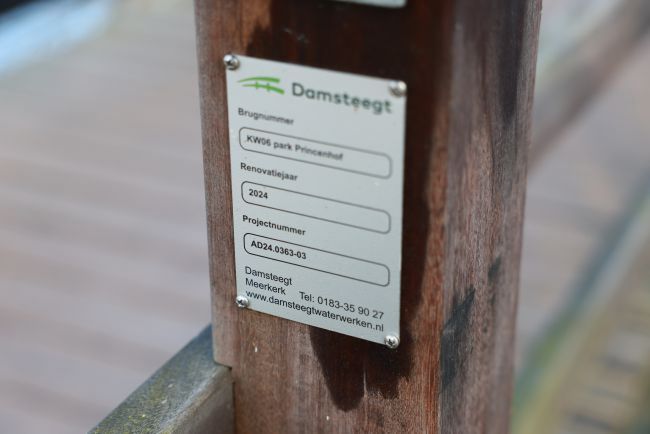 Damsteegt
Brugnummer
KW06 park Princenhof
Renovatiejaar
2024
Projectnummer
AD24.0363-03
Damsteegt
Meerkerk Tel: 0183-35 90 27
www.damsteegtwaterwerken.nl